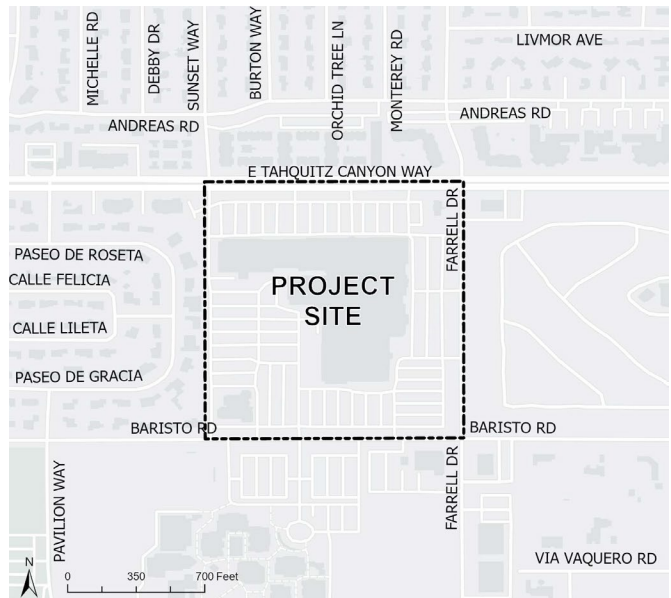 MICHELLE RD
DEBBY DR
SUNSET WAY
BURTON WAY
ORCHID TREE LN
MONTEREY RD
LIVMOR AVE
ANDREAS RD
ANDREAS RD
E TAHQUITZ CANYON WAY
FARRELL DR
PASEO DE ROSETA
CALLE FELICIA
CALLE LILETA
PASEO DE GRACIA
PROJECT
SITE
BARISTO RD
BARISTO RD
PAVILION WAY
FARRELL DR
VIA VAQUERO RD
N
0 350 700 Feet